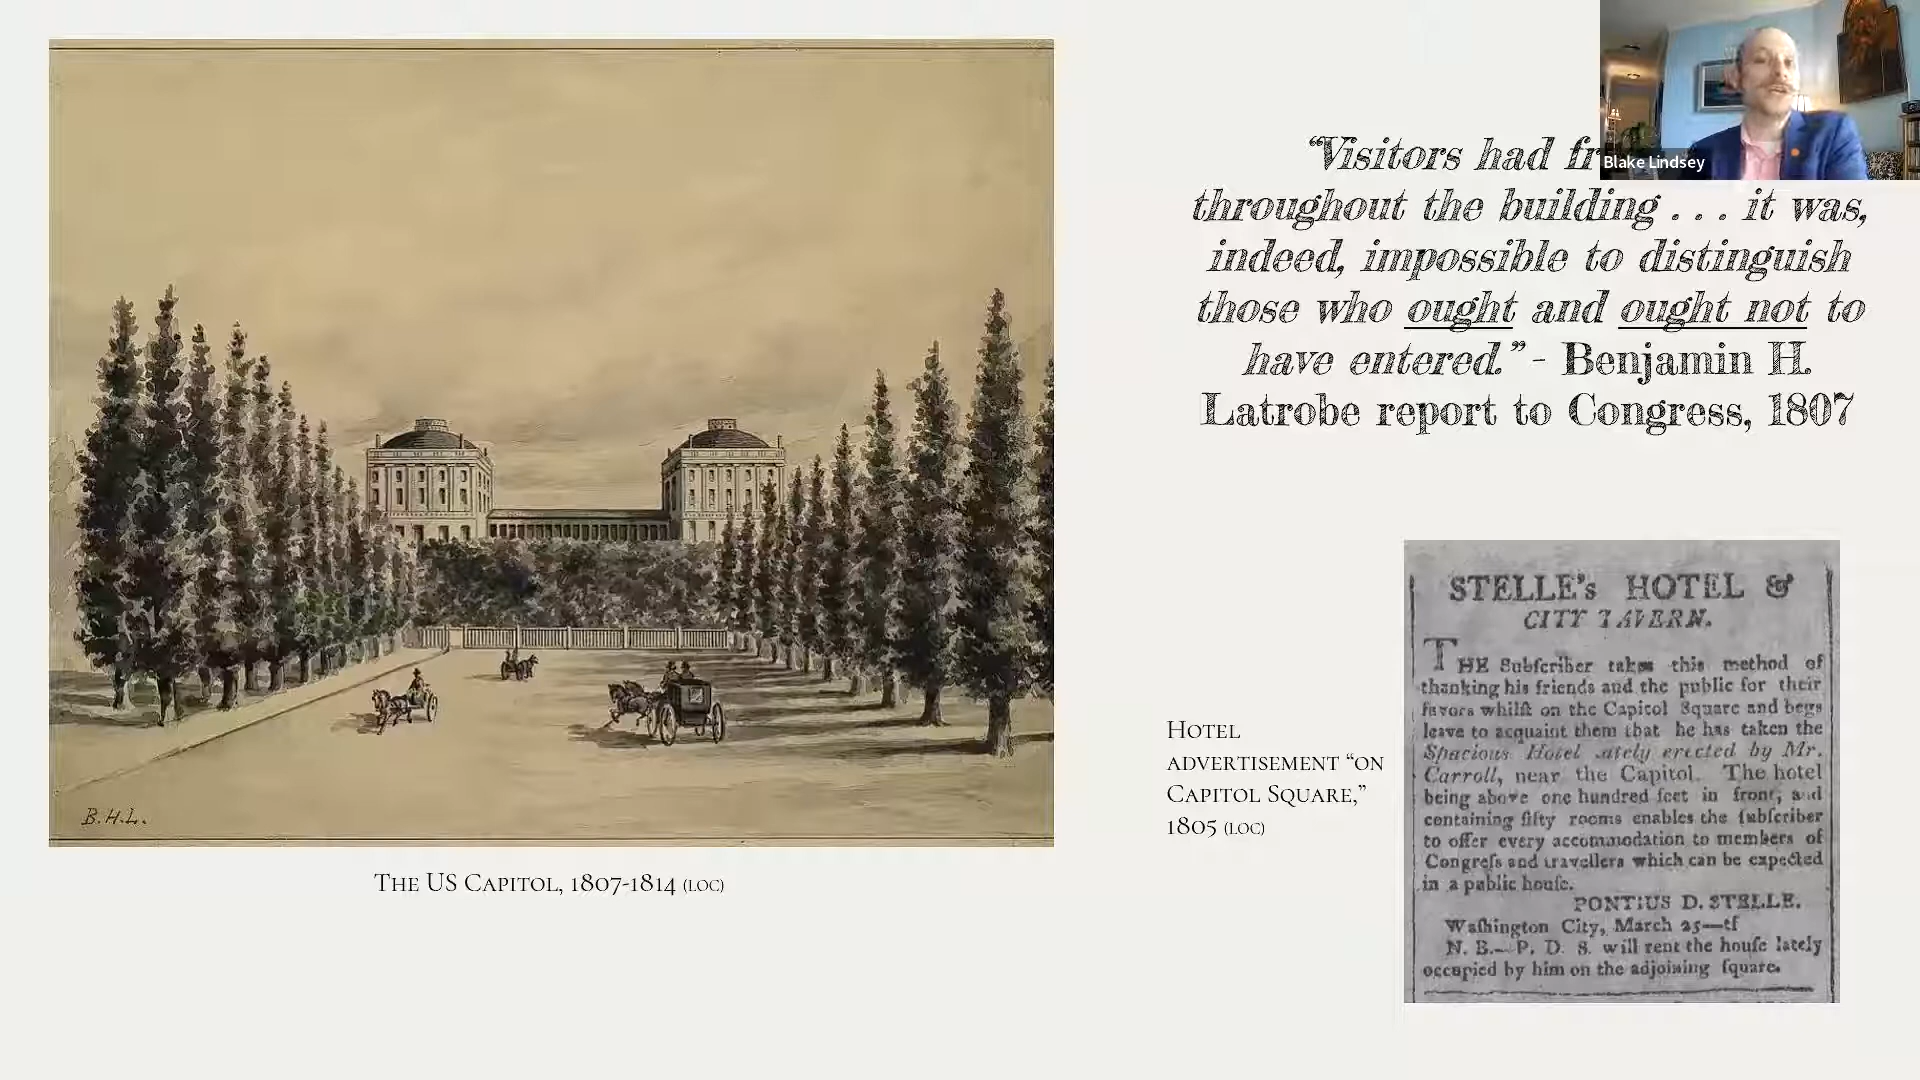 Blake Lindsey
“Visitors had
throughout the building . . . it was,
indeed, impossible to distinguish
those who ought and ought not to
have entered.” - Benjamin H.
Latrobe report to Congress, 1807
B.H.L.
The US Capitol, 1807-1814 (LOC)
Hotel
advertisement “on
Capitol Square,”
1805 (LOC)
STELLE's HOTEL &
CITY TAVERN.
THE Subſcriber takes this method of
thanking his friends and the public for their
favors whilſt on the Capitol Square and begs
leave to acquaint them that he has taken the
Spacious Hotel lately erected by Mr.
Carroll, near the Capitol. The hotel
being above one hundred feet in front, and
containing fifty rooms enables the ſubſcriber
to offer every accommodation to members of
Congreſs and travellers which can be expected
in a public houſe.
PONTIUS D. STELLE.
Waſhington City, March 25—tf
N. B.— P. D. S. will rent the houſe lately
occupied by him on the adjoining ſquare.